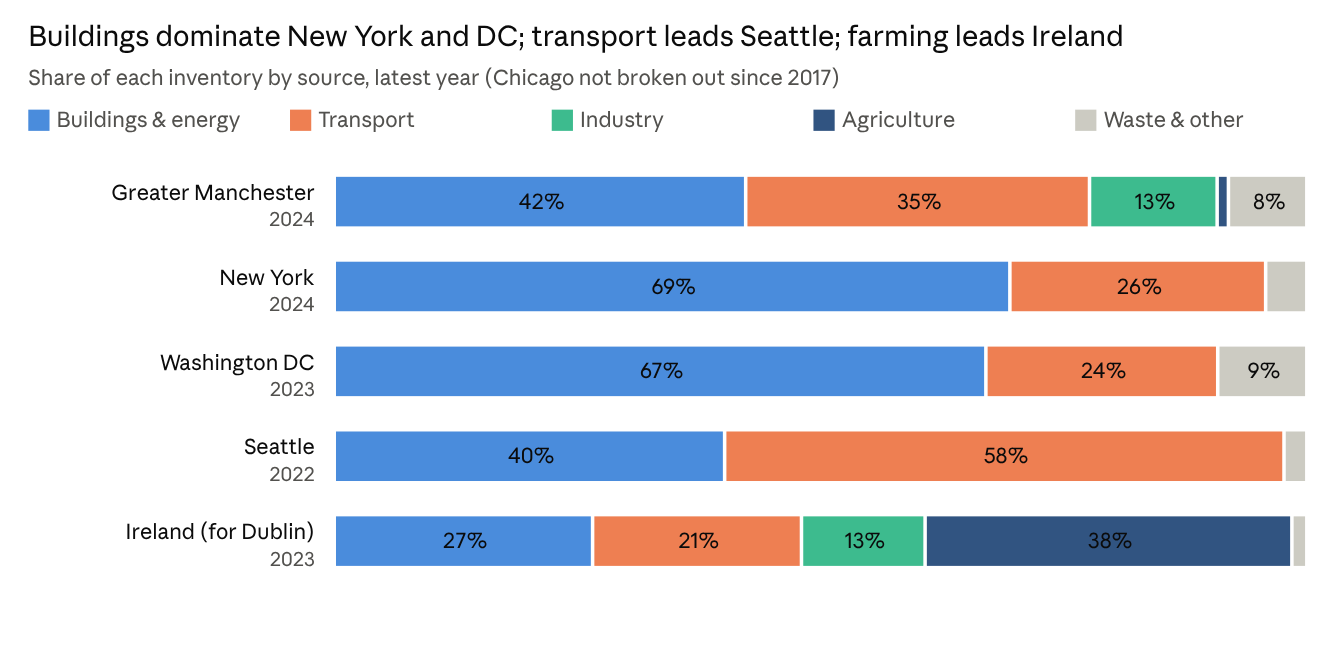 Buildings dominate New York and DC; transport leads Seattle; farming leads Ireland
Share of each inventory by source, latest year (Chicago not broken out since 2017)
Buildings & energy Transport Industry Agriculture Waste & other
Greater Manchester
2024
42% 35% 13% 8%
New York
2024
69% 26%
Washington DC
2023
67% 24% 9%
Seattle
2022
40% 58%
Ireland (for Dublin)
2023
27% 21% 13% 38%